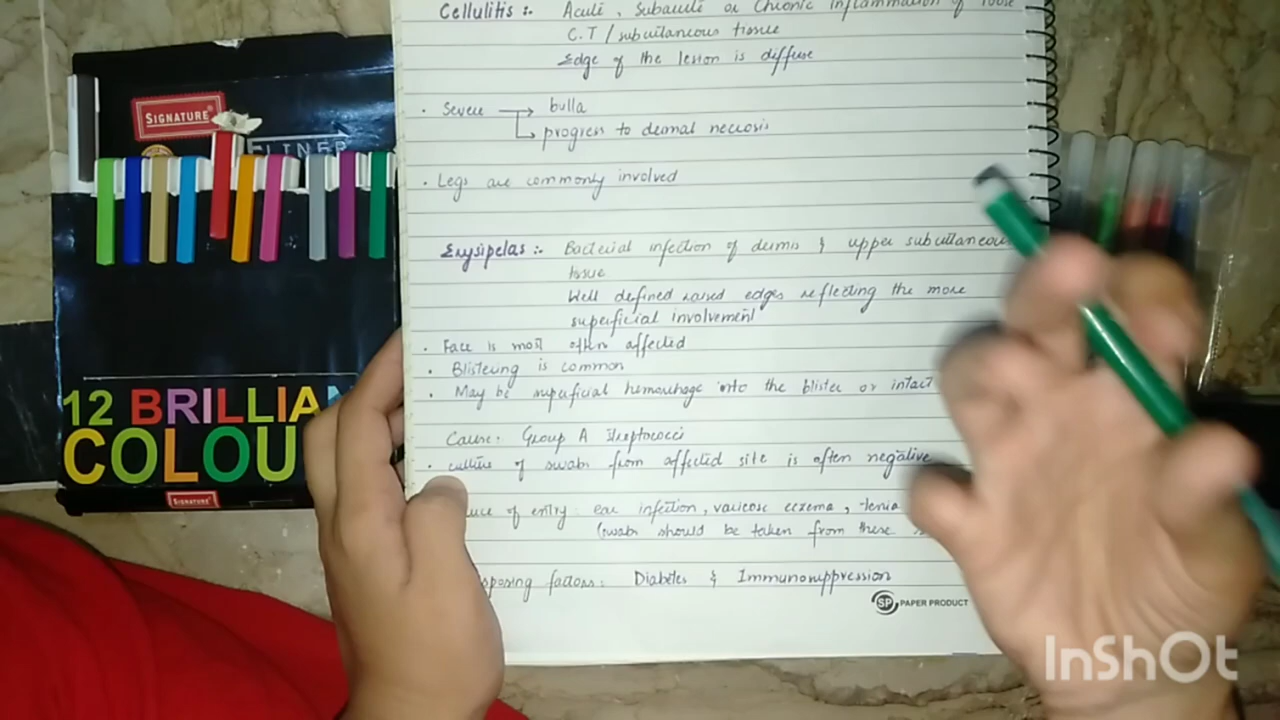 Cellulitis :- Acute, Subacute or Chronic inflammation of loose
C.T / subcutaneous tissue
Edge of the lesion is diffuse
SIGNATURE
• Severe → bulla
→ progress to dermal necrosis
• Legs are commonly involved
Erysipelas :- Bacterial infection of dermis & upper subcutaneous
tissue
Well defined raised edges reflecting the more
superficial involvement
• Face is most often affected
• Blistering is common
• May be superficial hemorrhage into the blister or intact
12 BRILLIAN
COLOU
Cause: Group A Streptococci
• culture of swabs from affected site is often negative
of entry: ear infection, varicose eczema, tenia
(swabs should be taken from these
factors: Diabetes & Immunosuppression
SIGNATURE
SP PAPER PRODUCT
InShOt